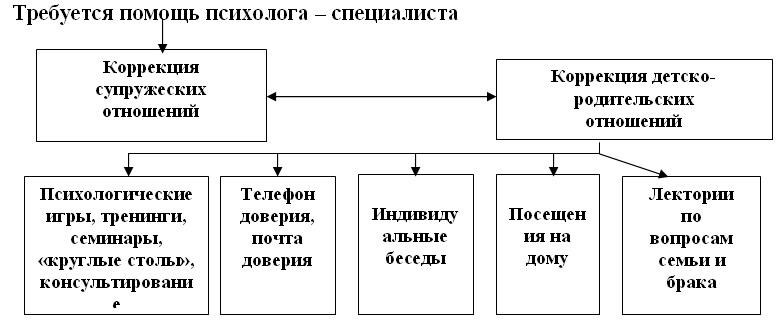 Требуется помощь психолога – специалиста
Коррекция
супружеских
отношений
Коррекция детско-
родительских
отношений
Психологические
игры, тренинги,
семинары,
«круглые столы»,
консультировани
е
Телефон
доверия,
почта
доверия
Индивиду
альные
беседы
Посещен
ия на
дому
Лектории
по
вопросам
семьи и
брака